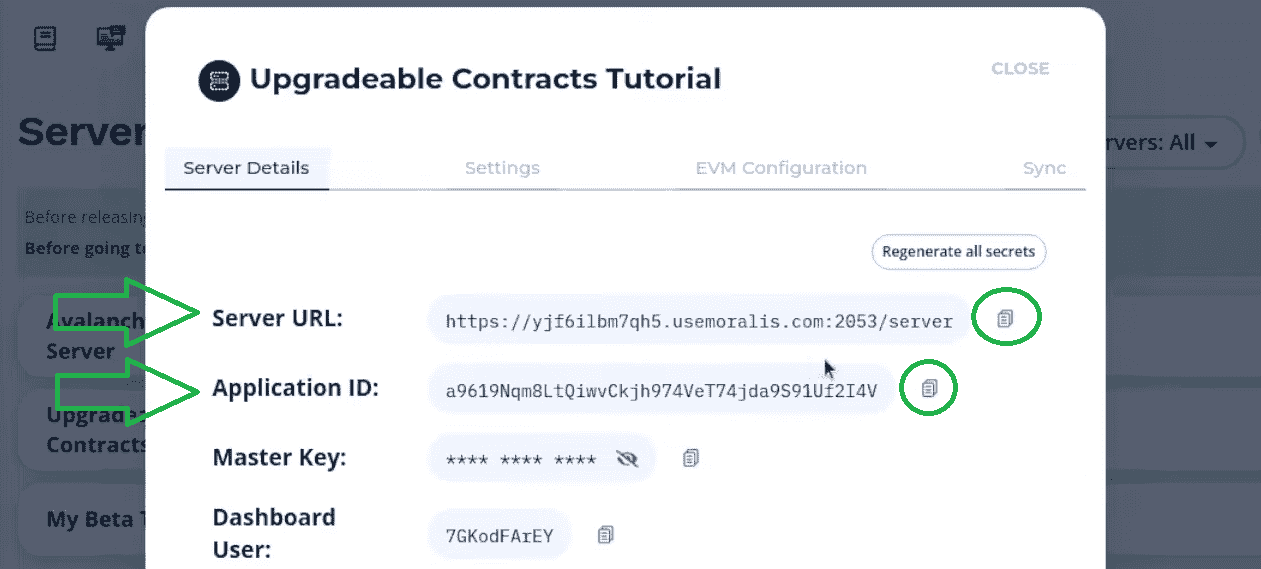 Upgradeable Contracts Tutorial
CLOSE
Server
rvers: All
Server Details Settings EVM Configuration Sync
Before releasing
Before going to
Regenerate all secrets
Avalanch
Server
Server URL: https://yjf6ilbm7qh5.usemoralis.com:2053/server
Application ID: a9619Nqm8LtQiwvCkjh974VeT74jda9S91Uf2I4V
Upgrade
Contracts
Master Key: **** **** ****
My Beta T
Dashboard
User: 7GKodFArEY